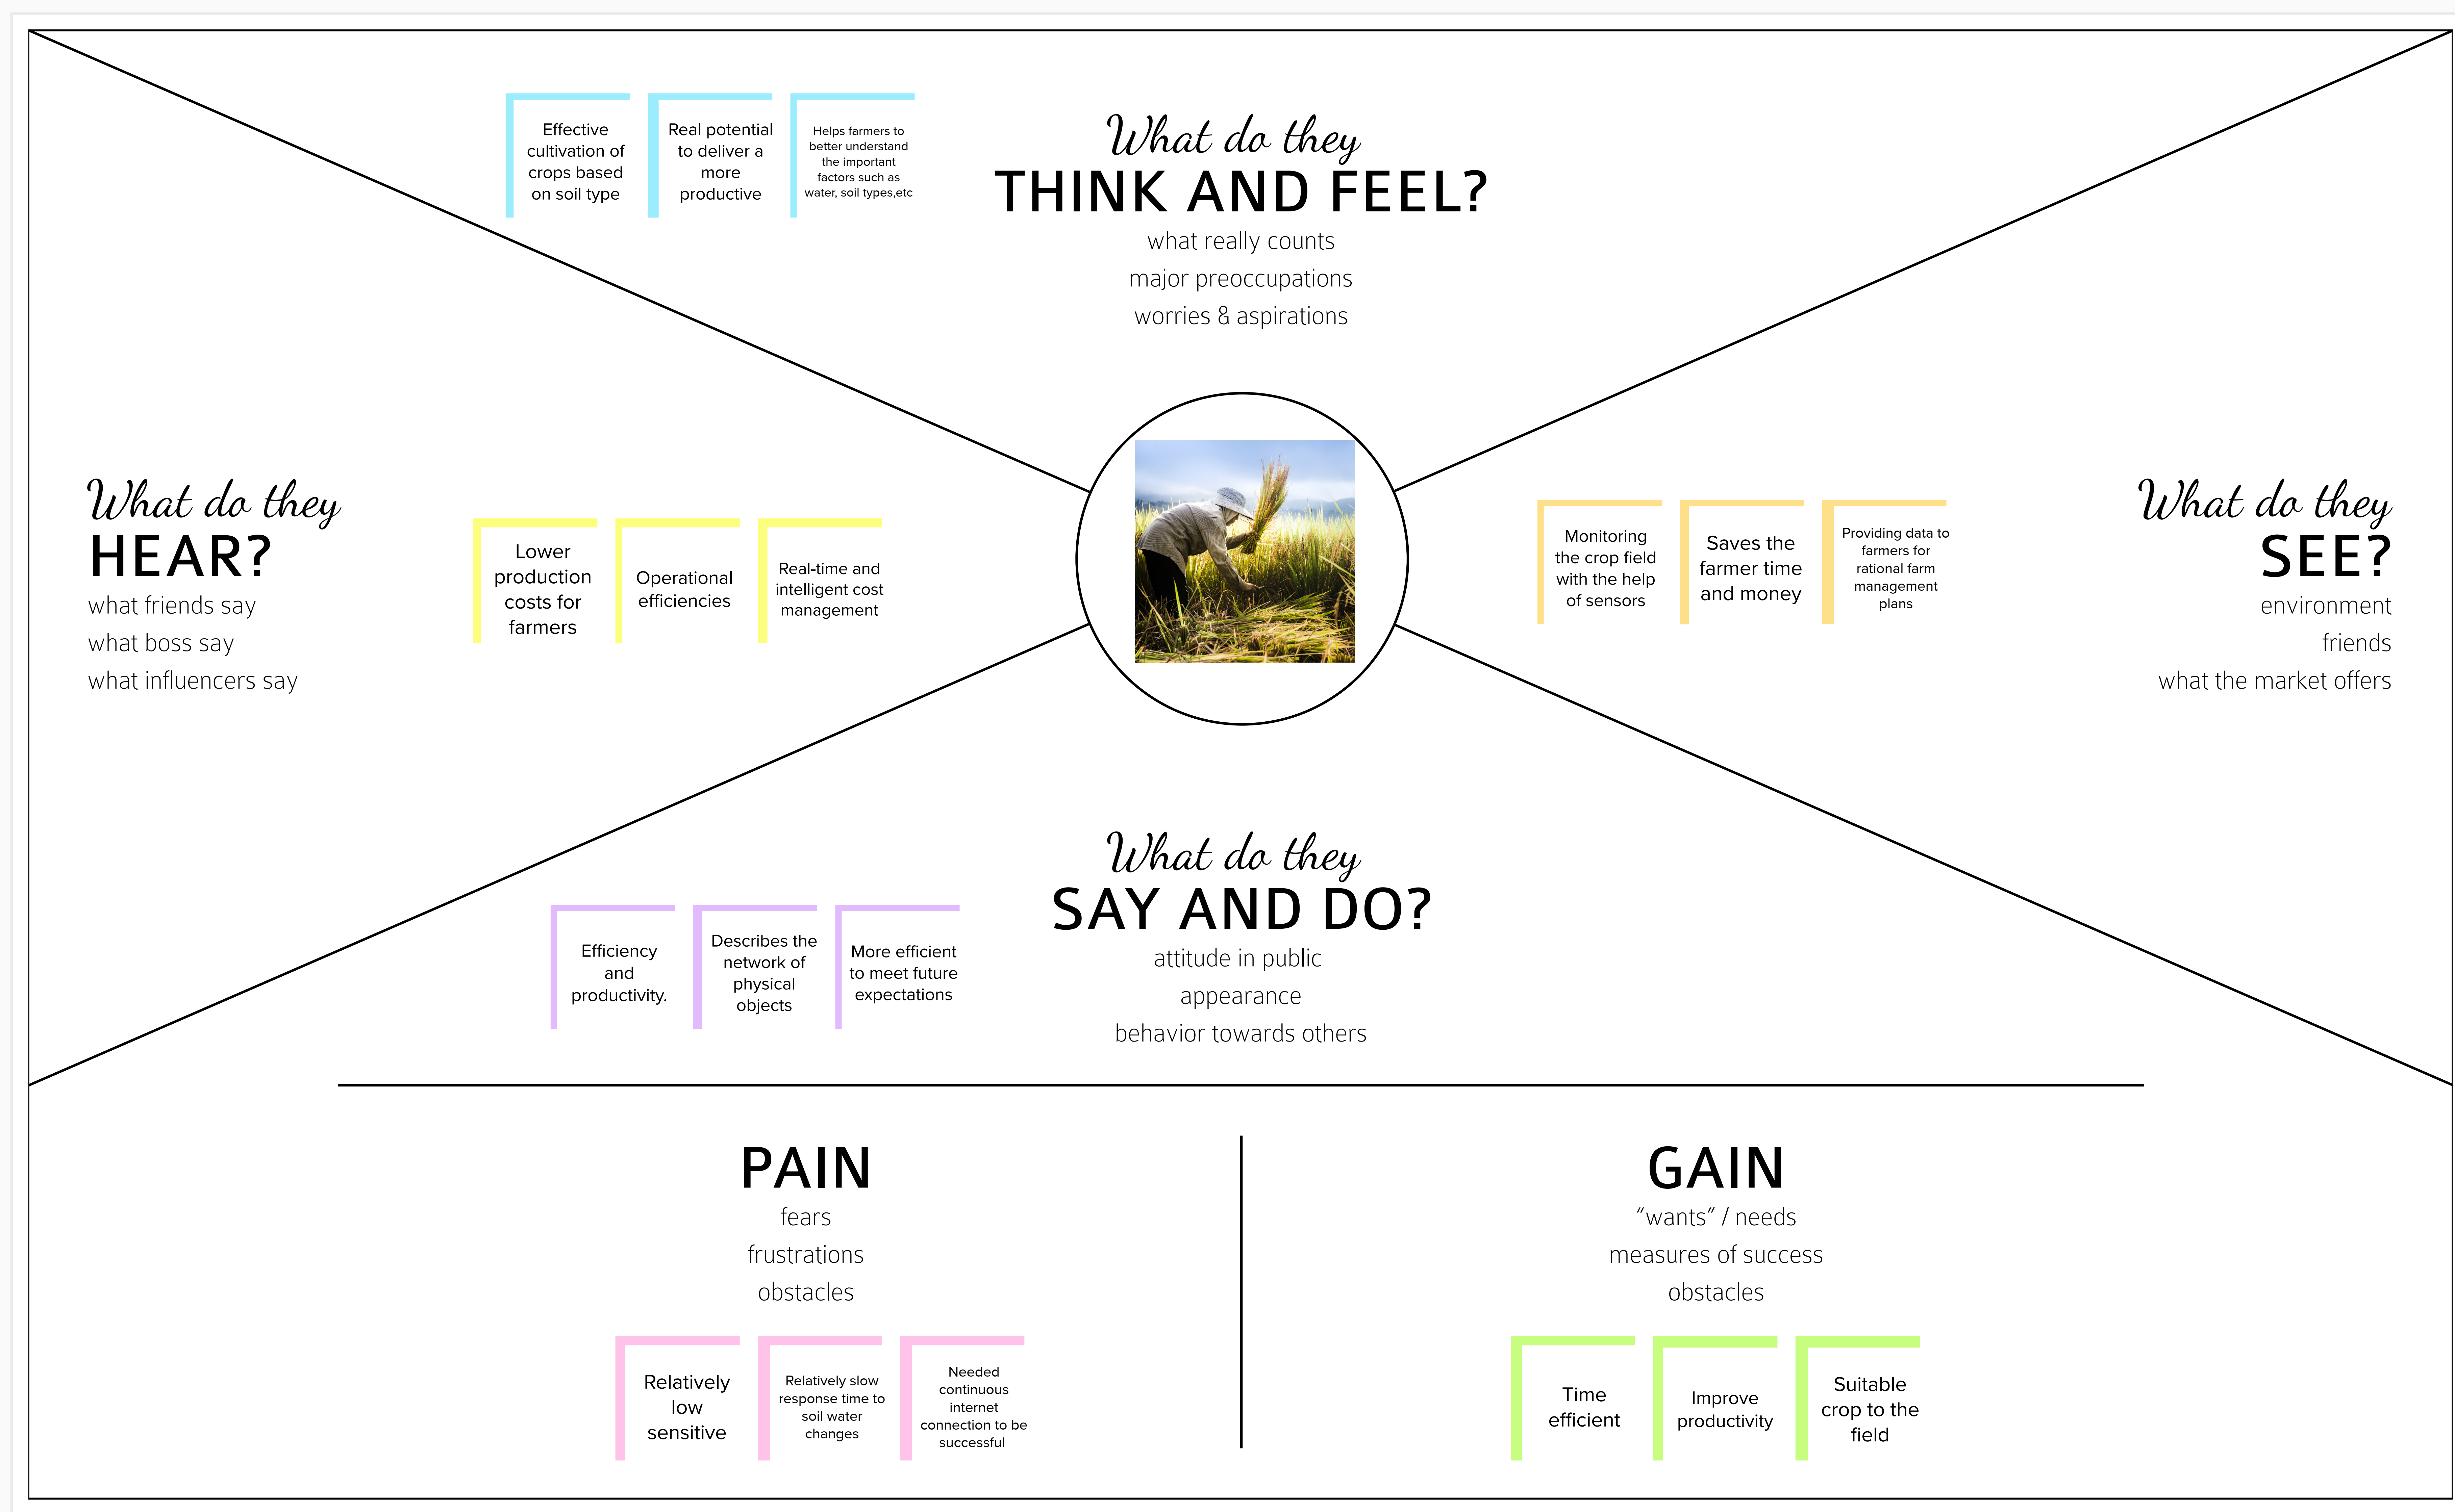 Effective
cultivation of
crops based
on soil type
Real potential
to deliver a
more
productive
Helps farmers to
better understand
the important
factors such as
water, soil types,etc
What do they
THINK AND FEEL?
what really counts
major preoccupations
worries & aspirations
What do they
HEAR?
what friends say
what boss say
what influencers say
Lower
production
costs for
farmers
Operational
efficiencies
Real-time and
intelligent cost
management
Monitoring
the crop field
with the help
of sensors
Saves the
farmer time
and money
Providing data to
farmers for
rational farm
management
plans
What do they
SEE?
environment
friends
what the market offers
What do they
SAY AND DO?
attitude in public
appearance
behavior towards others
Efficiency
and
productivity.
Describes the
network of
physical
objects
More efficient
to meet future
expectations
PAIN
fears
frustrations
obstacles
Relatively
low
sensitive
Relatively slow
response time to
soil water
changes
Needed
continuous
internet
connection to be
successful
GAIN
“wants” / needs
measures of success
obstacles
Time
efficient
Improve
productivity
Suitable
crop to the
field